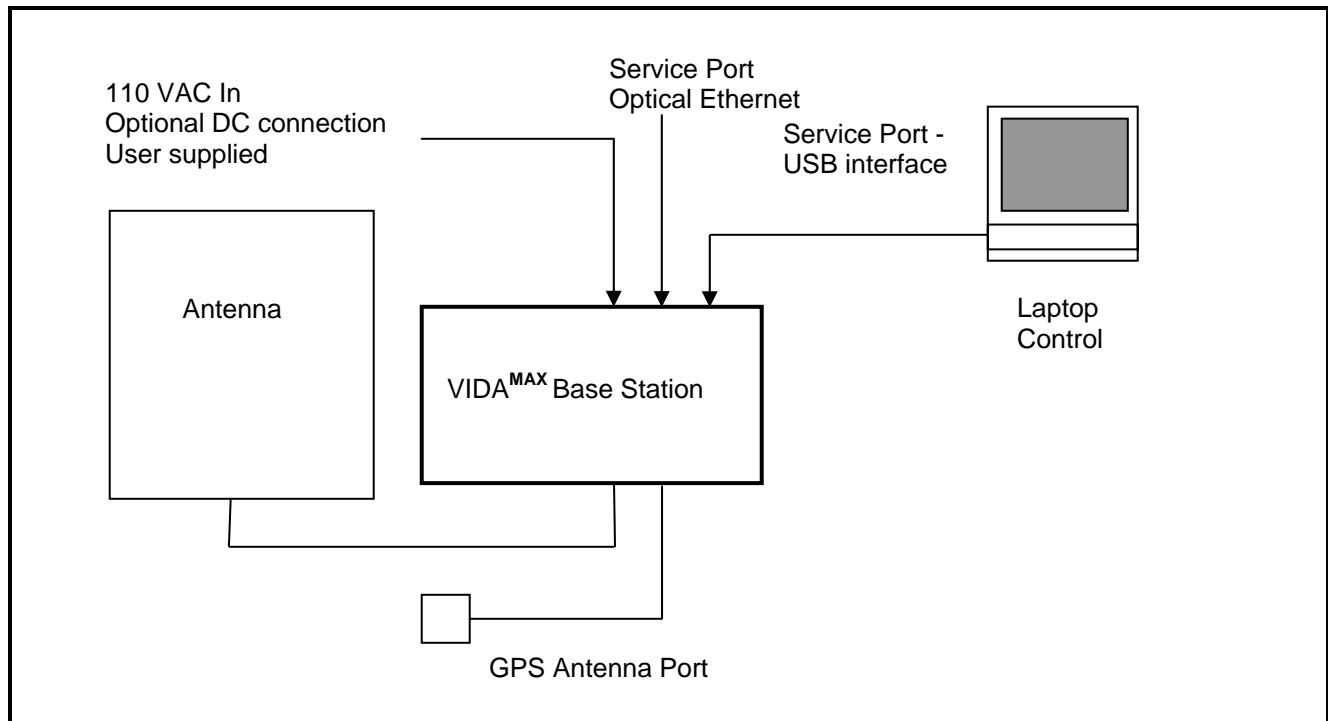 110 VAC In
Optional DC connection
User supplied
Service Port
Optical Ethernet
Service Port -
USB interface
Antenna
Laptop
Control
VIDAMAX Base Station
GPS Antenna Port